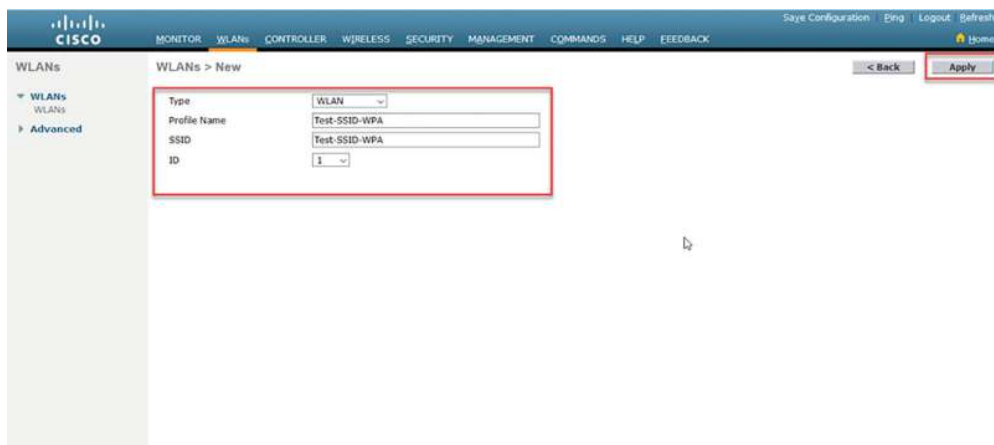 Save Configuration Ping Logout Refresh
CISCO
MONITOR WLANs CONTROLLER WIRELESS SECURITY MANAGEMENT COMMANDS HELP FEEDBACK
Home
WLANs
WLANs > New
< Back
Apply
WLANs
WLANs
Advanced
Type WLAN
Profile Name Test-SSID-WPA
SSID Test-SSID-WPA
ID 1